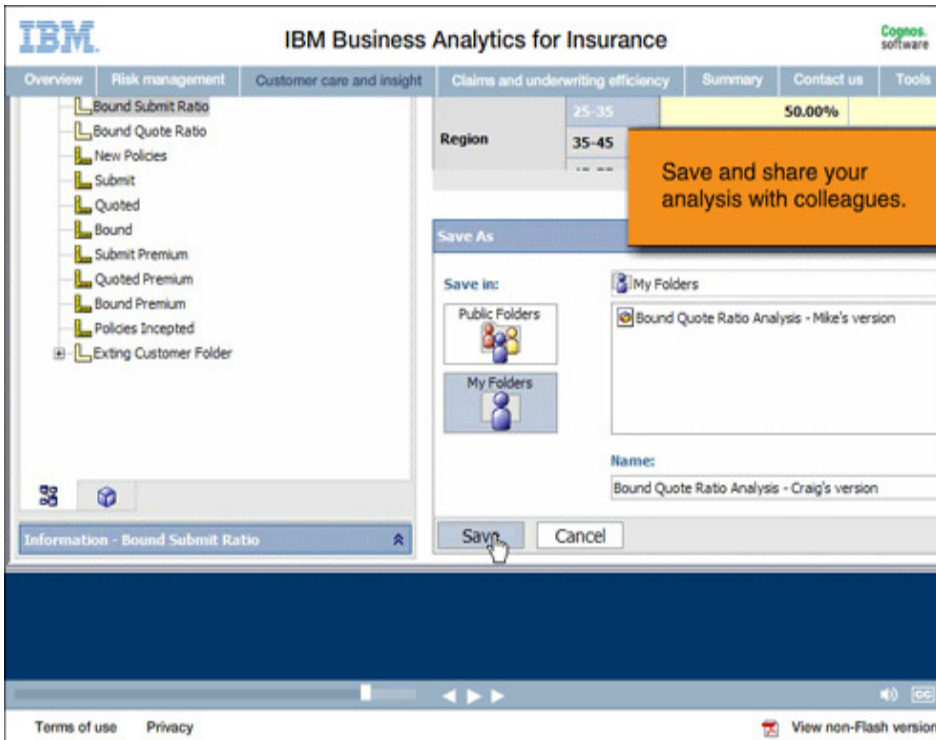 IBM.
IBM Business Analytics for Insurance
Cognos.
software
Overview
Risk management
Customer care and insight
Claims and underwriting efficiency
Summary
Contact us
Tools
Bound Submit Ratio
Bound Quote Ratio
New Policies
Submit
Quoted
Bound
Submit Premium
Quoted Premium
Bound Premium
Policies Incepted
Exting Customer Folder
Information - Bound Submit Ratio
Region
25-35
50.00%
35-45
Save and share your
analysis with colleagues.
Save As
Save in:
Public Folders
My Folders
My Folders
Bound Quote Ratio Analysis - Mike's version
Name:
Bound Quote Ratio Analysis - Craig's version
Save
Cancel
CC
Terms of use
Privacy
View non-Flash version